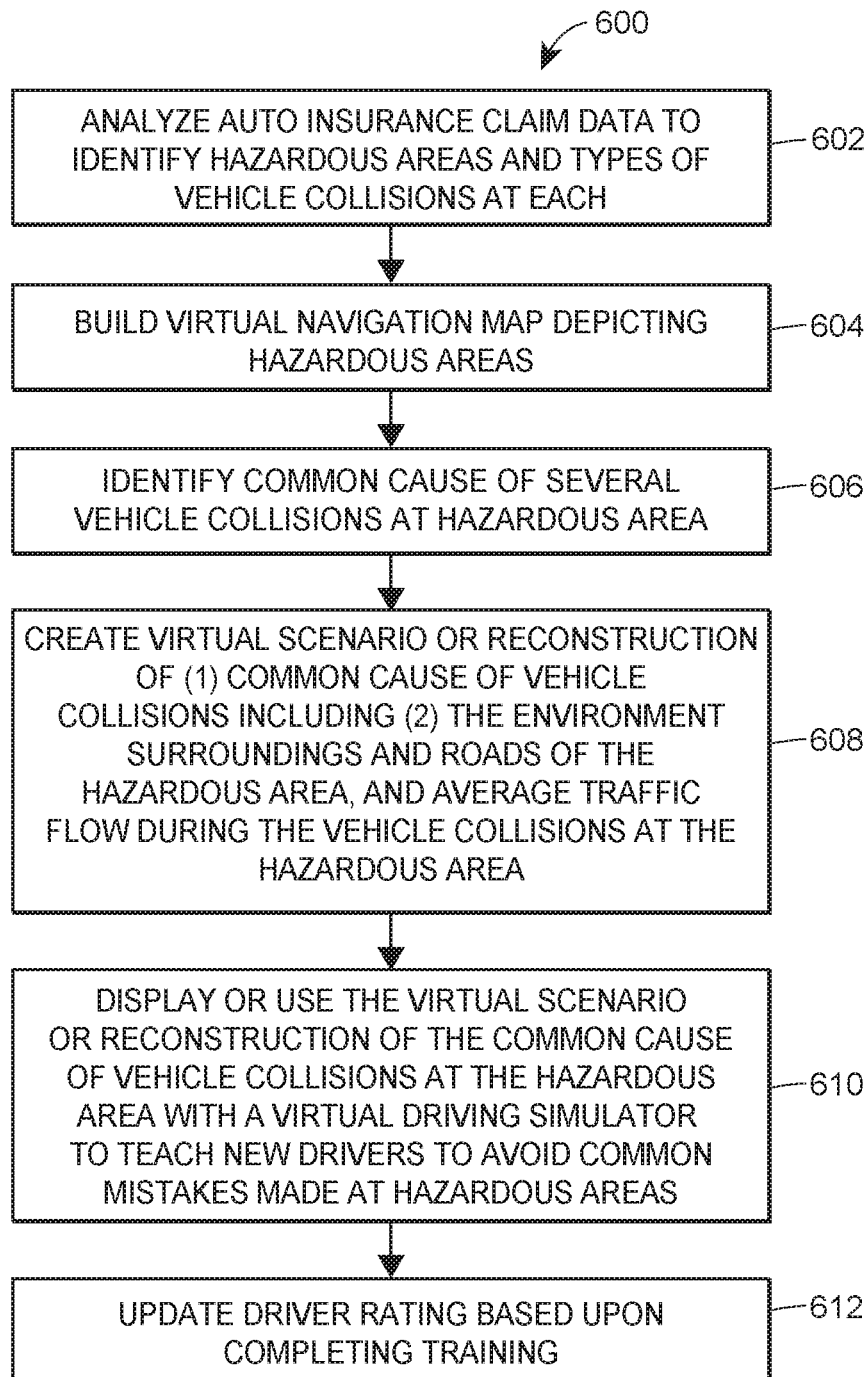 600
ANALYZE AUTO INSURANCE CLAIM DATA TO
IDENTIFY HAZARDOUS AREAS AND TYPES OF
VEHICLE COLLISIONS AT EACH
602
BUILD VIRTUAL NAVIGATION MAP DEPICTING
HAZARDOUS AREAS
604
IDENTIFY COMMON CAUSE OF SEVERAL
VEHICLE COLLISIONS AT HAZARDOUS AREA
606
CREATE VIRTUAL SCENARIO OR RECONSTRUCTION
OF (1) COMMON CAUSE OF VEHICLE
COLLISIONS INCLUDING (2) THE ENVIRONMENT
SURROUNDINGS AND ROADS OF THE
HAZARDOUS AREA, AND AVERAGE TRAFFIC
FLOW DURING THE VEHICLE COLLISIONS AT THE
HAZARDOUS AREA
608
DISPLAY OR USE THE VIRTUAL SCENARIO
OR RECONSTRUCTION OF THE COMMON CAUSE
OF VEHICLE COLLISIONS AT THE HAZARDOUS
AREA WITH A VIRTUAL DRIVING SIMULATOR
TO TEACH NEW DRIVERS TO AVOID COMMON
MISTAKES MADE AT HAZARDOUS AREAS
610
UPDATE DRIVER RATING BASED UPON
COMPLETING TRAINING
612